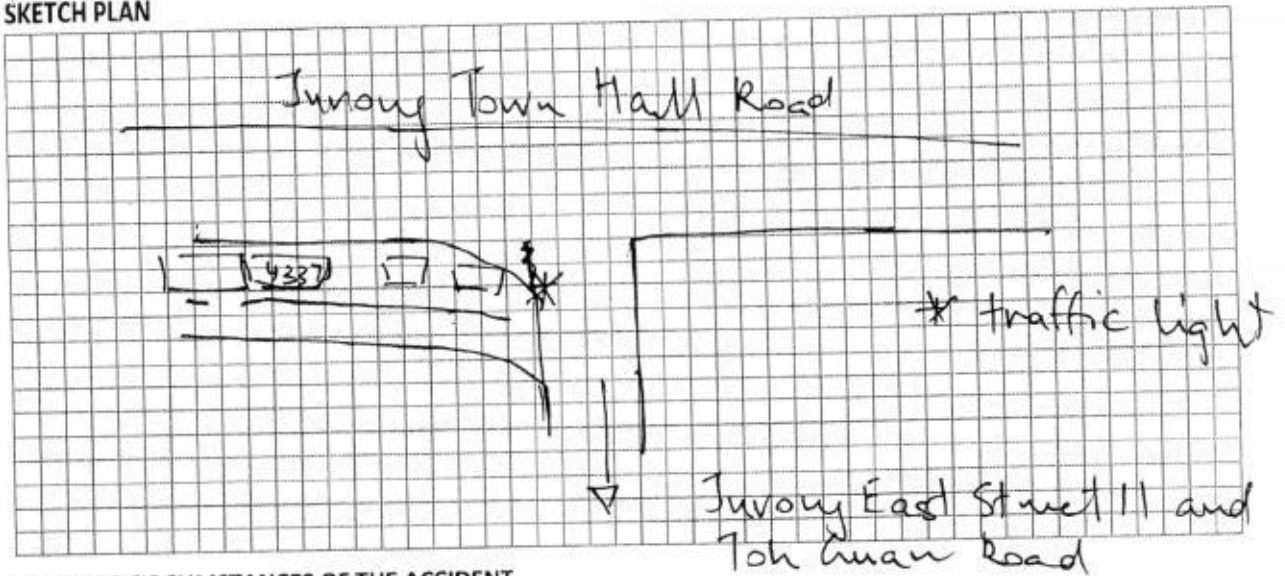 SKETCH PLAN
Jurong Town Hall Road
4337
* traffic light
Jurong East Street 11 and
Toh Guan Road
CIRCUMSTANCES OF THE ACCIDENT